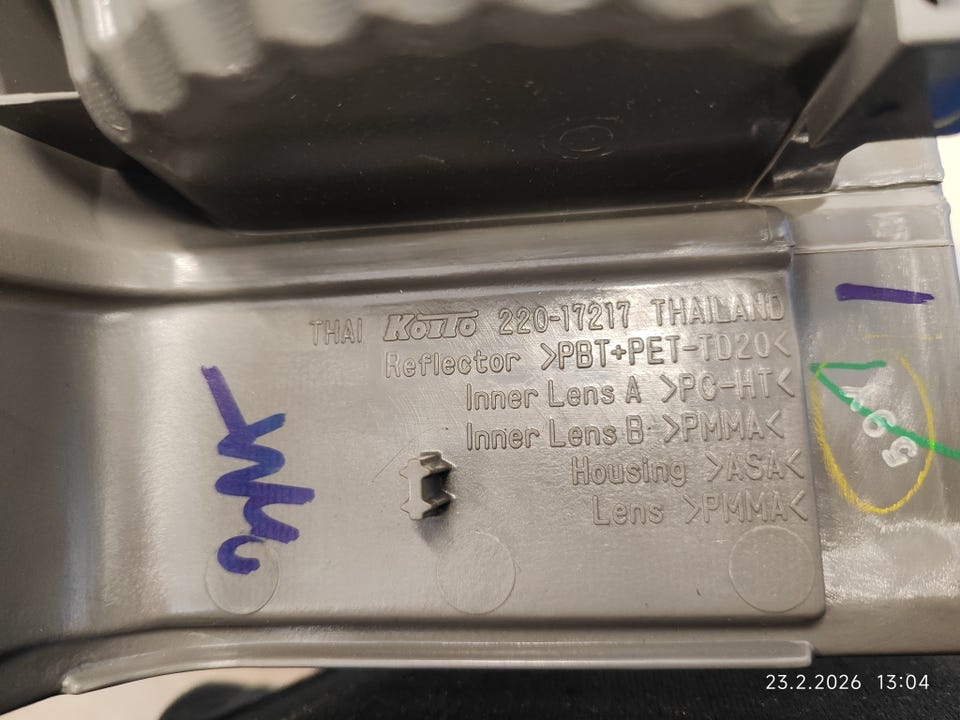 THAI KOITO 220-17217 THAILAND
Reflector >PBT+PET-TD20<
Inner Lens A >PC-HT<
Inner Lens B >PMMA<
Housing >ASA<
Lens >PMMA<
23.2.2026 13:04